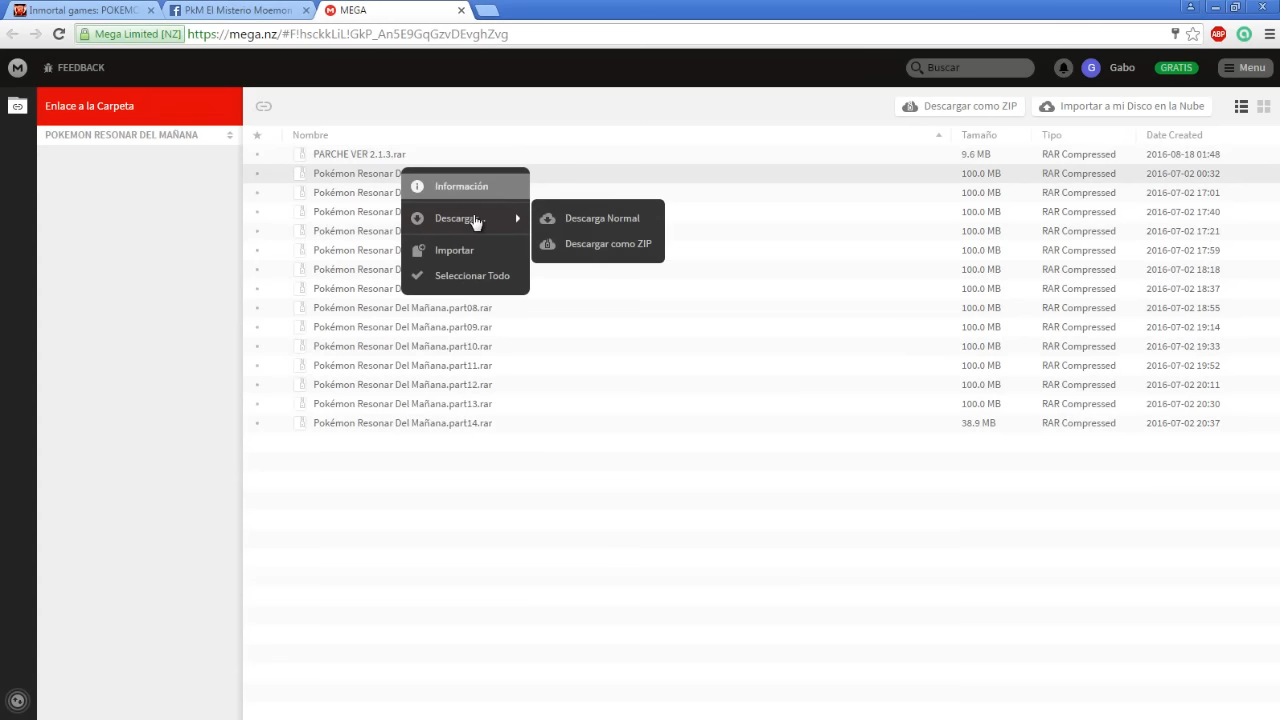 Inmortal games: POKEMO
PkM El Misterio Moemon
MEGA
Mega Limited [NZ]
https://mega.nz/#F!hsckkLiL!GkP_An5E9GqGzvDEvghZvg
ABP
FEEDBACK
Buscar
G
Gabo
GRATIS
Menu
Enlace a la Carpeta
Descargar como ZIP
Importar a mi Disco en la Nube
POKEMON RESONAR DEL MAÑANA
Nombre
Tamaño
Tipo
Date Created
PARCHE VER 2.1.3.rar
9.6 MB
RAR Compressed
2016-08-18 01:48
Pokémon Resonar D
100.0 MB
RAR Compressed
2016-07-02 00:32
Pokémon Resonar D
100.0 MB
RAR Compressed
2016-07-02 17:01
Pokémon Resonar D
100.0 MB
RAR Compressed
2016-07-02 17:40
Pokémon Resonar D
100.0 MB
RAR Compressed
2016-07-02 17:21
Pokémon Resonar D
100.0 MB
RAR Compressed
2016-07-02 17:59
Pokémon Resonar D
100.0 MB
RAR Compressed
2016-07-02 18:18
Pokémon Resonar D
100.0 MB
RAR Compressed
2016-07-02 18:37
Pokémon Resonar Del Mañana.part08.rar
100.0 MB
RAR Compressed
2016-07-02 18:55
Pokémon Resonar Del Mañana.part09.rar
100.0 MB
RAR Compressed
2016-07-02 19:14
Pokémon Resonar Del Mañana.part10.rar
100.0 MB
RAR Compressed
2016-07-02 19:33
Pokémon Resonar Del Mañana.part11.rar
100.0 MB
RAR Compressed
2016-07-02 19:52
Pokémon Resonar Del Mañana.part12.rar
100.0 MB
RAR Compressed
2016-07-02 20:11
Pokémon Resonar Del Mañana.part13.rar
100.0 MB
RAR Compressed
2016-07-02 20:30
Pokémon Resonar Del Mañana.part14.rar
38.9 MB
RAR Compressed
2016-07-02 20:37
Información
Descarga
Importar
Seleccionar Todo
Descarga Normal
Descargar como ZIP